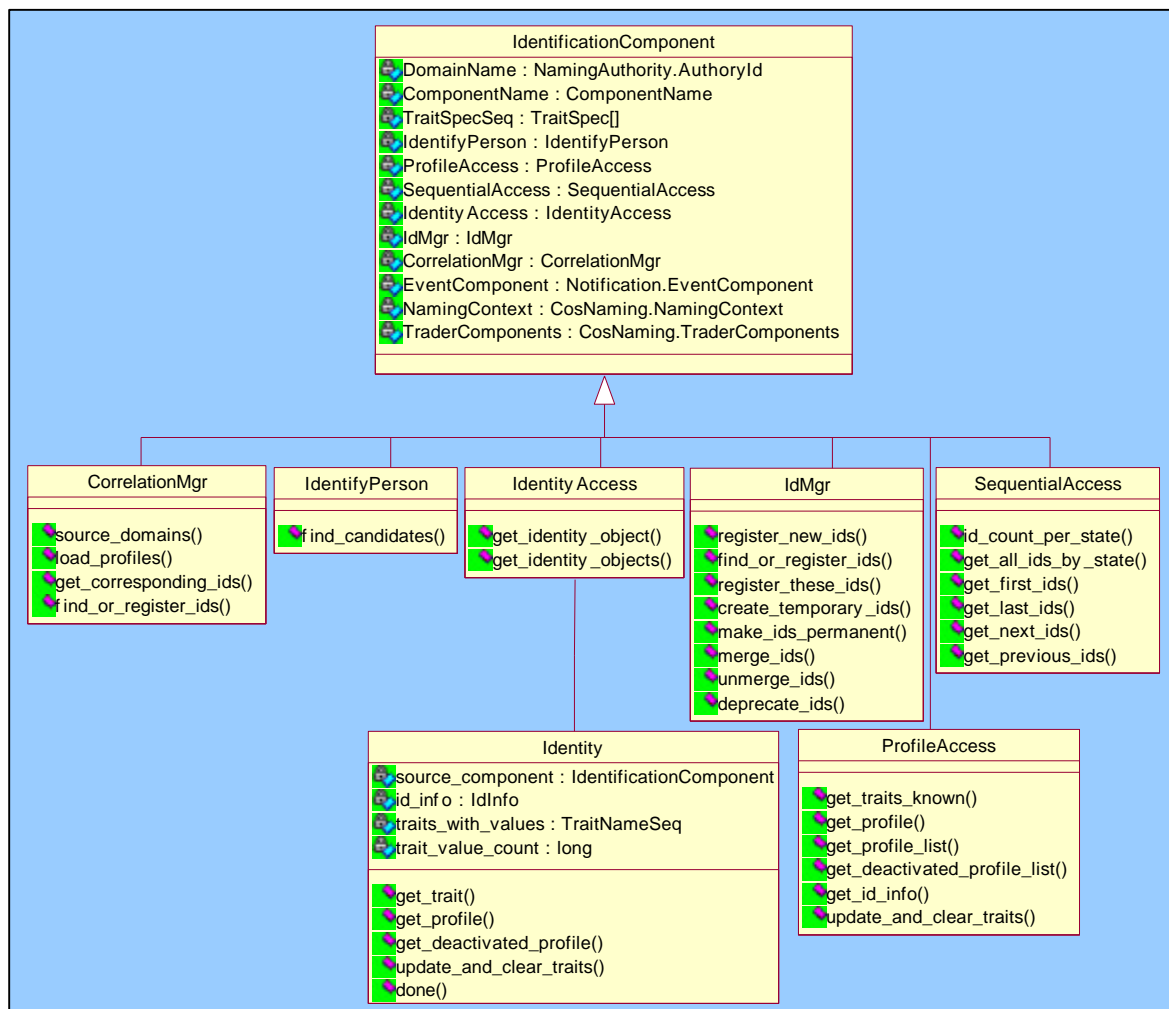 IdentificationComponent
DomainName : NamingAuthority.AuthoryId
ComponentName : ComponentName
TraitSpecSeq : TraitSpec[]
IdentifyPerson : IdentifyPerson
ProfileAccess : ProfileAccess
SequentialAccess : SequentialAccess
Identity Access : IdentityAccess
IdMgr : IdMgr
CorrelationMgr : CorrelationMgr
EventComponent : Notification.EventComponent
NamingContext : CosNaming.NamingContext
TraderComponents : CosNaming.TraderComponents
CorrelationMgr
source_domains()
load_profiles()
get_corresponding_ids()
find_or_register_ids()
IdentifyPerson
find_candidates()
Identity Access
get_identity_object()
get_identity_objects()
IdMgr
register_new_ids()
find_or_register_ids()
register_these_ids()
create_temporary_ids()
make_ids_permanent()
merge_ids()
unmerge_ids()
deprecate_ids()
SequentialAccess
id_count_per_state()
get_all_ids_by_state()
get_first_ids()
get_last_ids()
get_next_ids()
get_previous_ids()
Identity
source_component : IdentificationComponent
id_info : IdInfo
traits_with_values : TraitNameSeq
trait_value_count : long
get_trait()
get_profile()
get_deactivated_profile()
update_and_clear_traits()
done()
ProfileAccess
get_traits_known()
get_profile()
get_profile_list()
get_deactivated_profile_list()
get_id_info()
update_and_clear_traits()